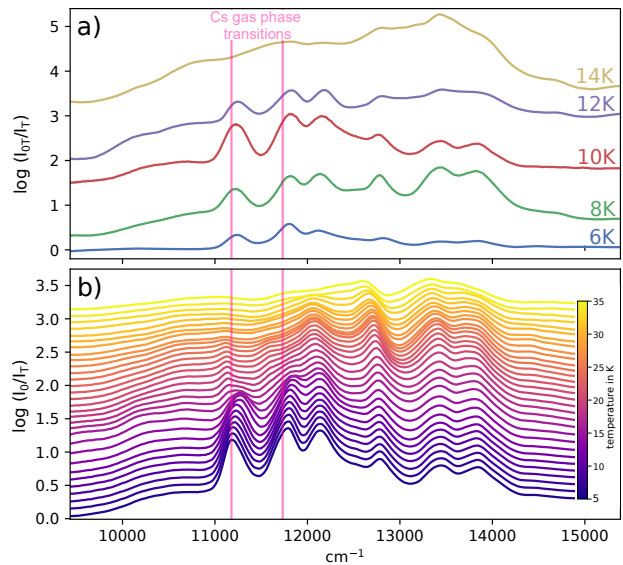 a)
Cs gas phase
transitions
log (I₀T/I_T)
5
4
3
2
1
0
14K
12K
10K
8K
6K
b)
log (I₀/I_T)
3.5
3.0
2.5
2.0
1.5
1.0
0.5
0.0
temperature in K
35
30
25
20
15
10
5
10000 11000 12000 13000 14000 15000
cm⁻¹